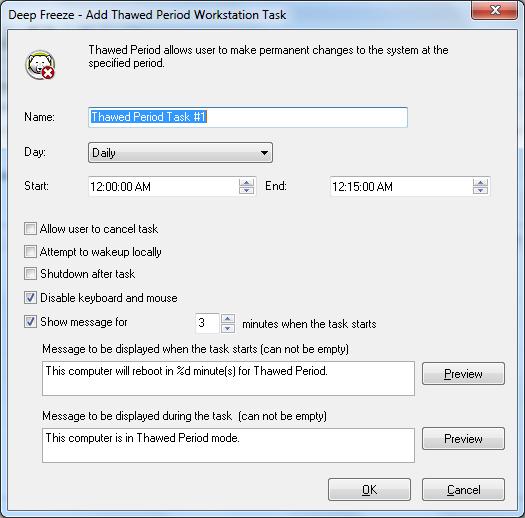 Deep Freeze - Add Thawed Period Workstation Task
Thawed Period allows user to make permanent changes to the system at the
specified period.
Name: Thawed Period Task #1
Day: Daily
Start: 12:00:00 AM End: 12:15:00 AM
Allow user to cancel task
Attempt to wakeup locally
Shutdown after task
Disable keyboard and mouse
Show message for 3 minutes when the task starts
Message to be displayed when the task starts (can not be empty)
This computer will reboot in %d minute(s) for Thawed Period.
Preview
Message to be displayed during the task (can not be empty)
This computer is in Thawed Period mode.
Preview
OK Cancel